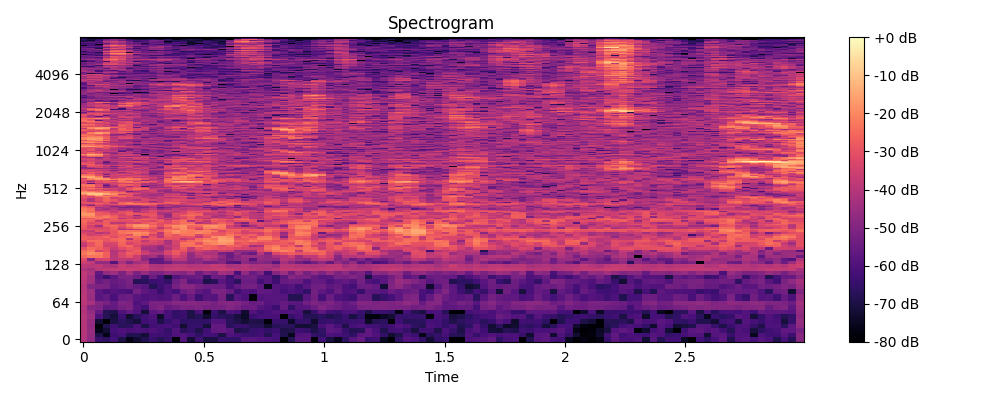 Spectrogram
Hz
4096
2048
1024
512
256
128
64
0
0
0.5
1
1.5
2
2.5
Time
+0 dB
-10 dB
-20 dB
-30 dB
-40 dB
-50 dB
-60 dB
-70 dB
-80 dB